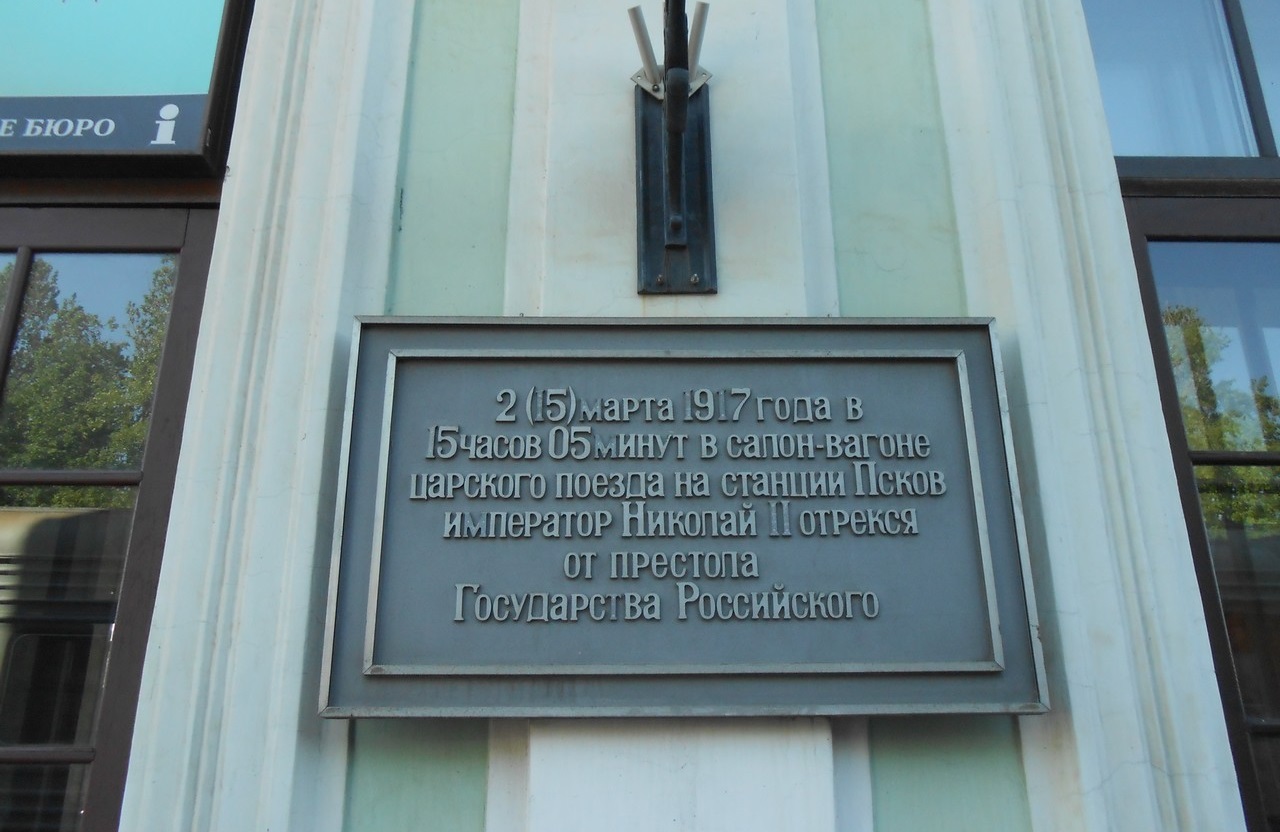 Е БЮРО i
2 (15) марта 1917 года в
15 часов 05 минут в салон-вагоне
царского поезда на станции Псков
император Николай II отрекся
от престола
Государства Российского